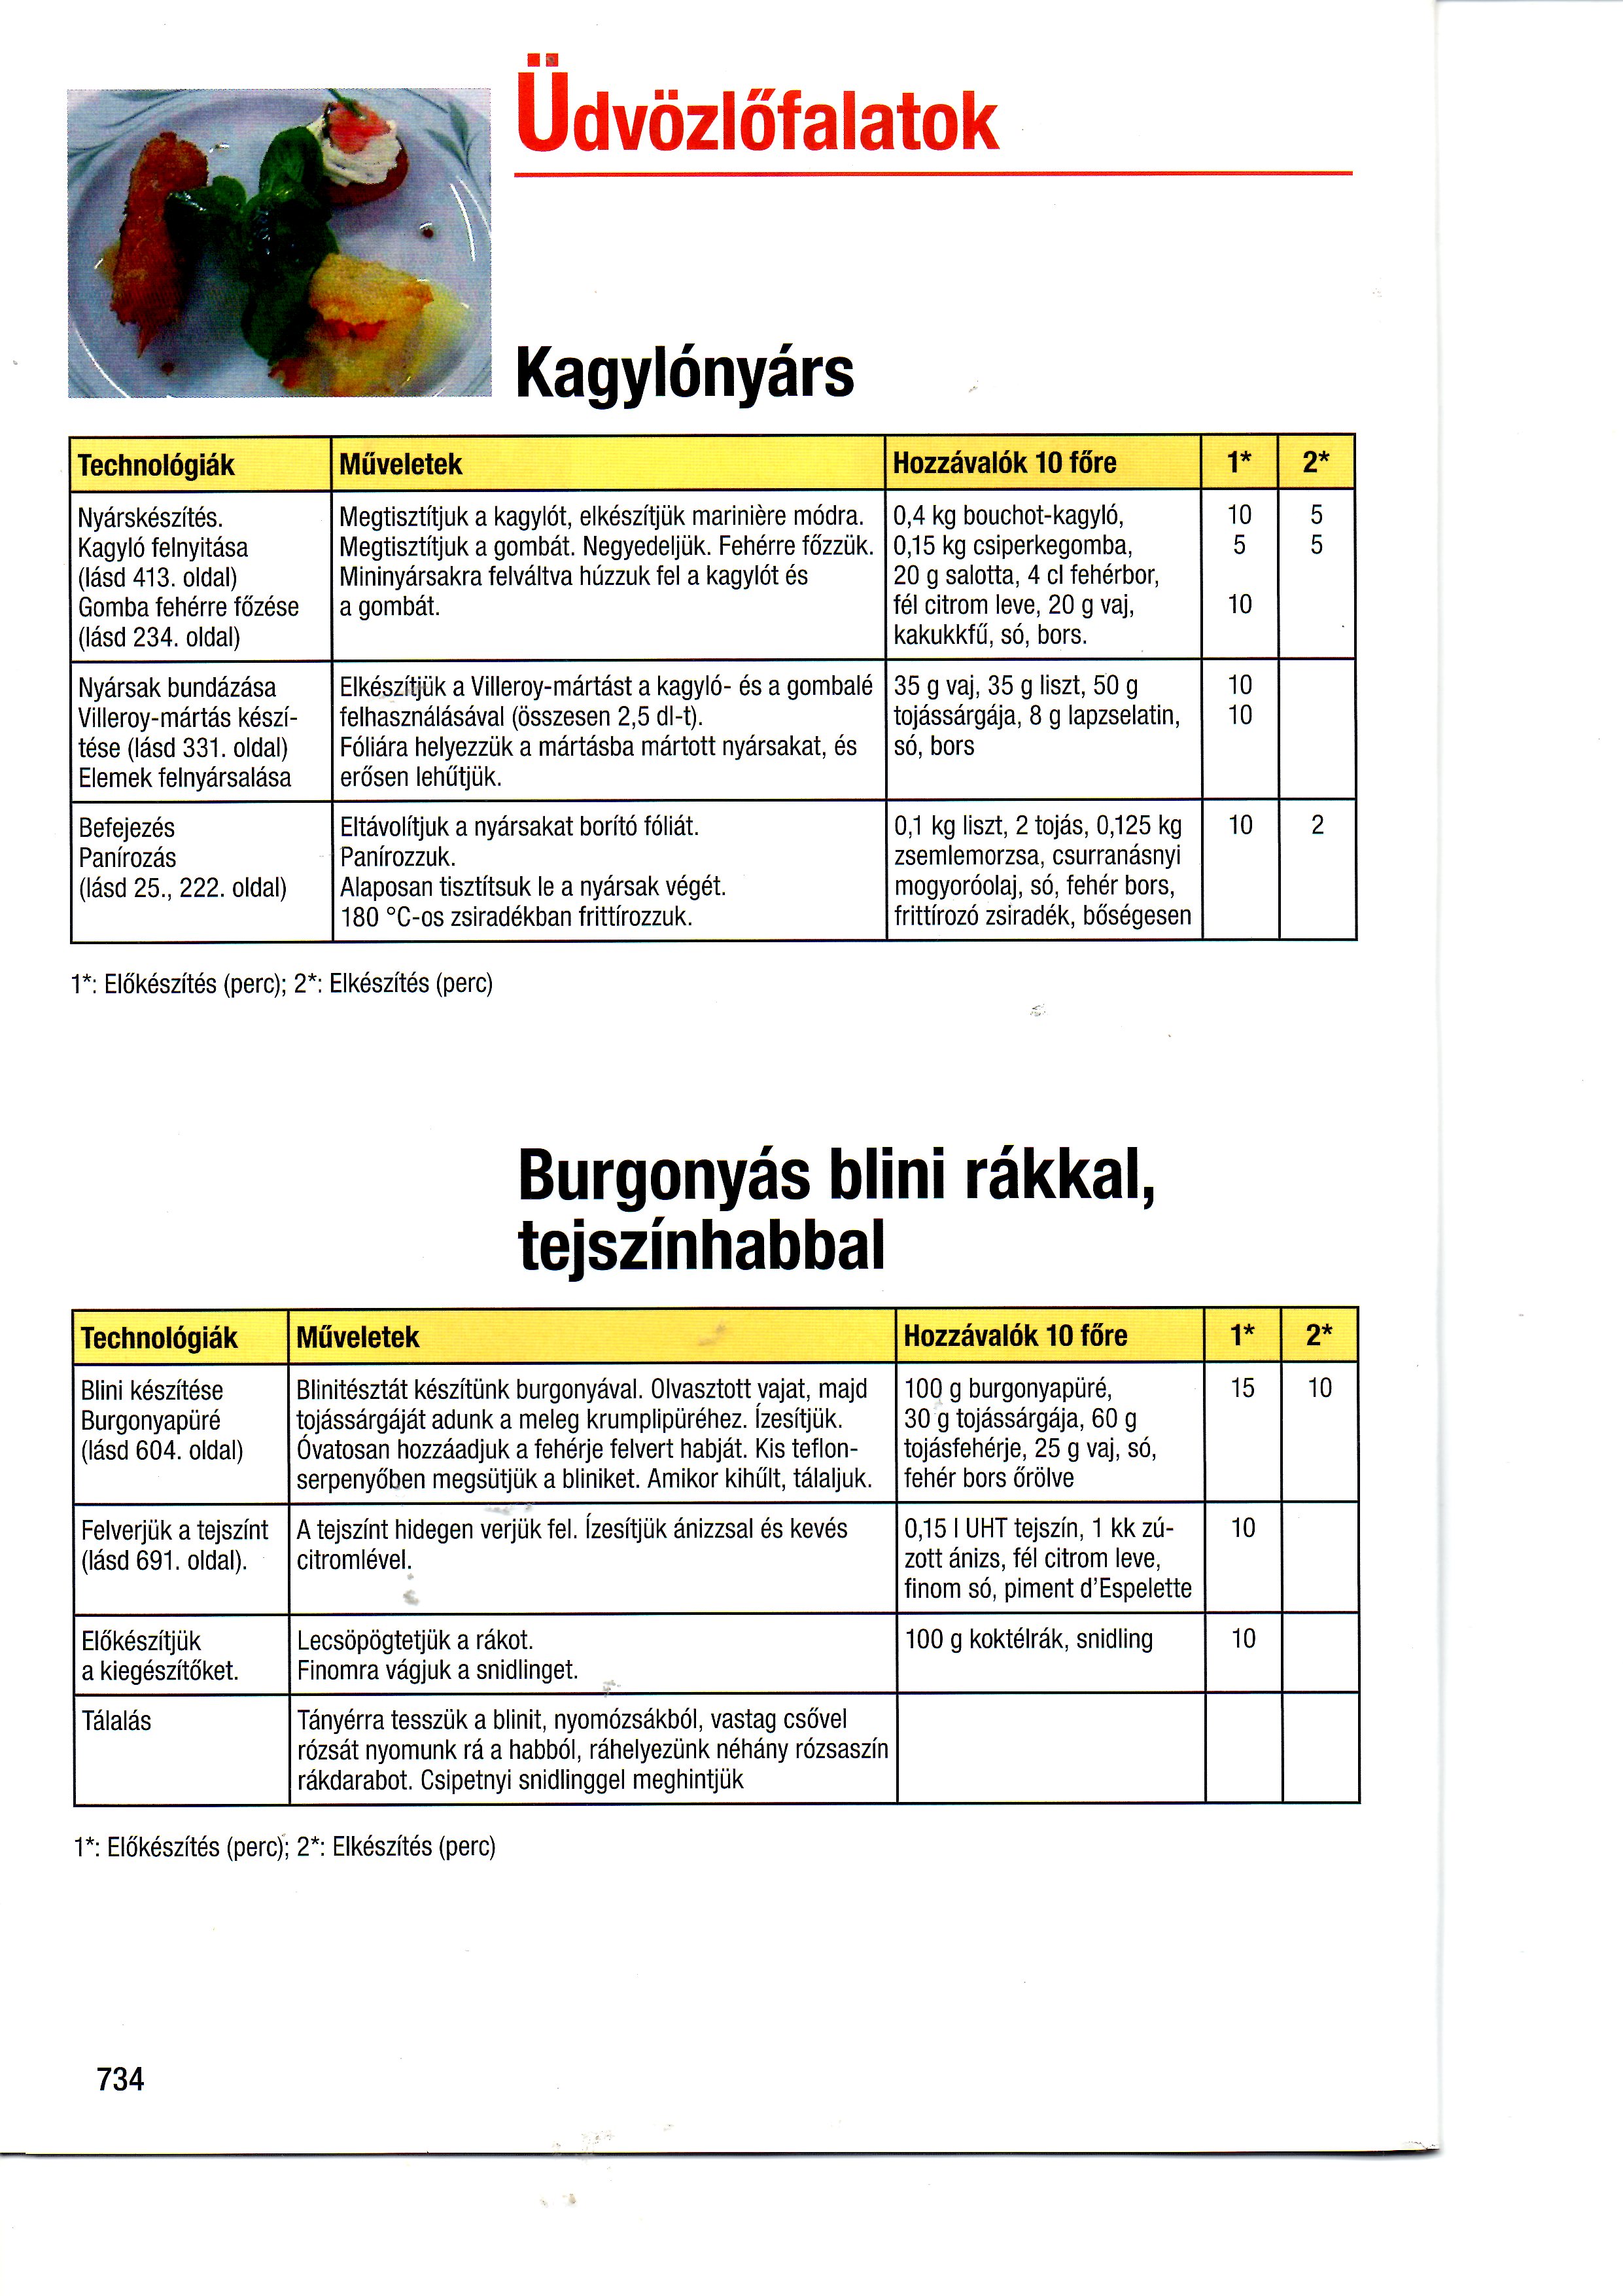 Üdvözlőfalatok
Kagylónyárs
Technológiák Műveletek Hozzávalók 10 főre 1* 2*
Nyárskészítés. Megtisztítjuk a kagylót, elkészítjük marinière módra. 0,4 kg bouchot-kagyló, 10 5
Kagyló felnyitása Megtisztítjuk a gombát. Negyedeljük. Fehérre főzzük. 0,15 kg csiperkegomba, 5 5
(lásd 413. oldal) Mininyársakra felváltva húzzuk fel a kagylót és 20 g salotta, 4 cl fehérbor,
Gomba fehérre főzése a gombát. fél citrom leve, 20 g vaj, 10
(lásd 234. oldal) kakukkfű, só, bors.
Nyársak bundázása Elkészítjük a Villeroy-mártást a kagyló- és a gombalé 35 g vaj, 35 g liszt, 50 g 10
Villeroy-mártás készí- felhasználásával (összesen 2,5 dl-t). tojássárgája, 8 g lapzselatin, 10
tése (lásd 331. oldal) Fóliára helyezzük a mártásba mártott nyársakat, és só, bors
Elemek felnyársalása erősen lehűtjük.
Befejezés Eltávolítjuk a nyársakat borító fóliát. 0,1 kg liszt, 2 tojás, 0,125 kg 10 2
Panírozás Panírozzuk. zsemlemorzsa, csurranásnyi
(lásd 25., 222. oldal) Alaposan tisztítsuk le a nyársak végét. mogyoróolaj, só, fehér bors,
180 °C-os zsiradékban frittírozzuk. frittírozó zsiradék, bőségesen
1*: Előkészítés (perc); 2*: Elkészítés (perc)
Burgonyás blini rákkal,
tejszínhabbal
Technológiák Műveletek Hozzávalók 10 főre 1* 2*
Blini készítése Blinitésztát készítünk burgonyával. Olvasztott vajat, majd 100 g burgonyapüré, 15 10
Burgonyapüré tojássárgáját adunk a meleg krumplipüréhez. Ízesítjük. 30 g tojássárgája, 60 g
(lásd 604. oldal) Óvatosan hozzáadjuk a fehérje felvert habját. Kis teflon- tojásfehérje, 25 g vaj, só,
serpenyőben megsütjük a bliniket. Amikor kihűlt, tálaljuk. fehér bors őrölve
Felverjük a tejszínt A tejszínt hidegen verjük fel. Ízesítjük ánizzsal és kevés 0,15 l UHT tejszín, 1 kk zú- 10
(lásd 691. oldal). citromlével. zott ánizs, fél citrom leve,
finom só, piment d'Espelette
Előkészítjük Lecsöpögtetjük a rákot. 100 g koktélrák, snidling 10
a kiegészítőket. Finomra vágjuk a snidlinget.
Tálalás Tányérra tesszük a blinit, nyomózsákból, vastag csővel
rózsát nyomunk rá a habból, ráhelyezünk néhány rózsaszín
rákdarabot. Csipetnyi snidlinggel meghintjük
1*: Előkészítés (perc); 2*: Elkészítés (perc)
734